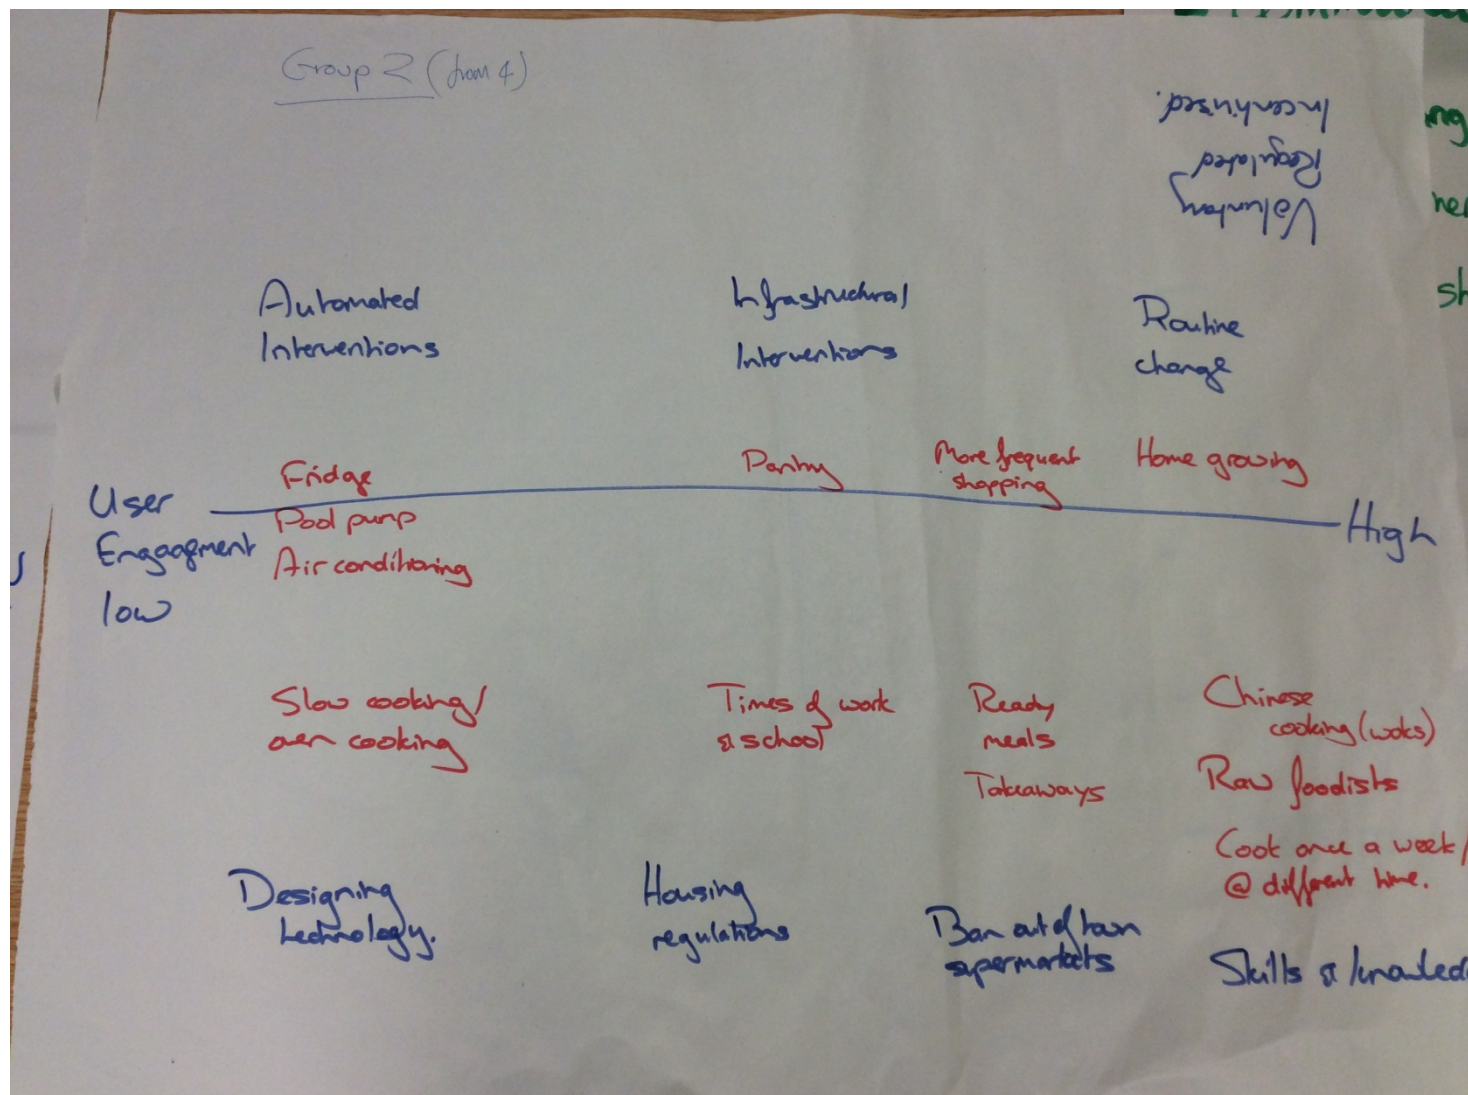 Group 2 (from 4)
Incentivised.
Regulated
Voluntary
Automated
Interventions
Infrastructural
Interventions
Routine
change
Fridge
Pantry
More frequent
shopping
Home growing
User
Engagement
low
High
Pool pump
Air conditioning
Slow cooking/
oven cooking
Times of work
& school
Ready
meals
Takeaways
Chinese
cooking (woks)
Raw foodists
Cook once a week/
@ different time.
Designing
technology.
Housing
regulations
Ban out of town
supermarkets
Skills & knowled